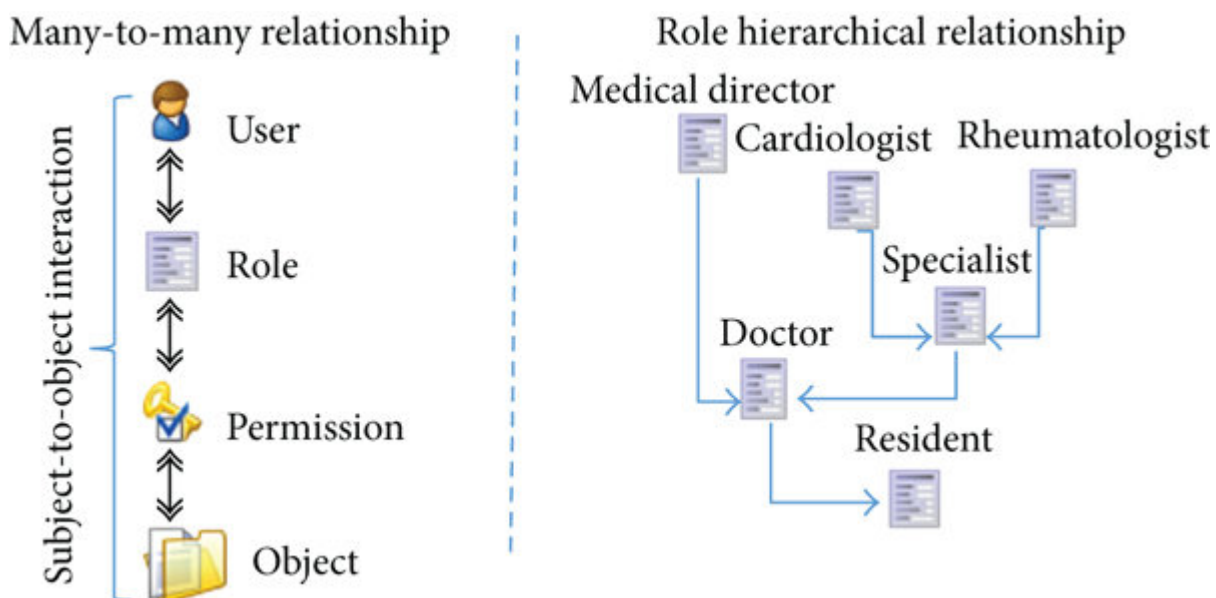 Many-to-many relationship
Subject-to-object interaction
User
Role
Permission
Object
Role hierarchical relationship
Medical director
Cardiologist
Rheumatologist
Specialist
Doctor
Resident